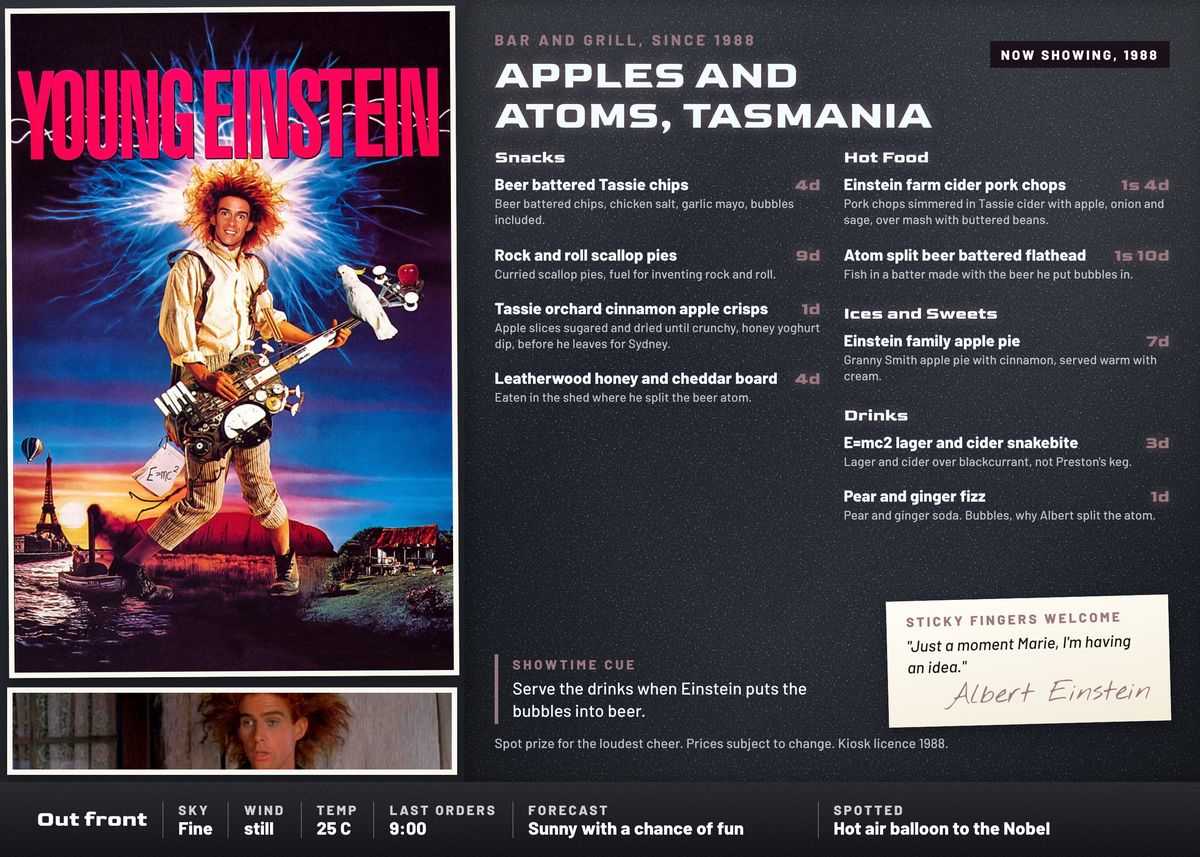 YOUNG EINSTEIN
E=mc²
BAR AND GRILL, SINCE 1988
APPLES AND
ATOMS, TASMANIA
NOW SHOWING, 1988
Snacks
Beer battered Tassie chips 4d
Beer battered chips, chicken salt, garlic mayo, bubbles
included.
Rock and roll scallop pies 9d
Curried scallop pies, fuel for inventing rock and roll.
Tassie orchard cinnamon apple crisps 1d
Apple slices sugared and dried until crunchy, honey yoghurt
dip, before he leaves for Sydney.
Leatherwood honey and cheddar board 4d
Eaten in the shed where he split the beer atom.
Hot Food
Einstein farm cider pork chops 1s 4d
Pork chops simmered in Tassie cider with apple, onion and
sage, over mash with buttered beans.
Atom split beer battered flathead 1s 10d
Fish in a batter made with the beer he put bubbles in.
Ices and Sweets
Einstein family apple pie 7d
Granny Smith apple pie with cinnamon, served warm with
cream.
Drinks
E=mc2 lager and cider snakebite 3d
Lager and cider over blackcurrant, not Preston's keg.
Pear and ginger fizz 1d
Pear and ginger soda. Bubbles, why Albert split the atom.
SHOWTIME CUE
Serve the drinks when Einstein puts the
bubbles into beer.
STICKY FINGERS WELCOME
"Just a moment Marie, I'm having
an idea."
Albert Einstein
Spot prize for the loudest cheer. Prices subject to change. Kiosk licence 1988.
Out front
SKY
Fine
WIND
still
TEMP
25 C
LAST ORDERS
9:00
FORECAST
Sunny with a chance of fun
SPOTTED
Hot air balloon to the Nobel